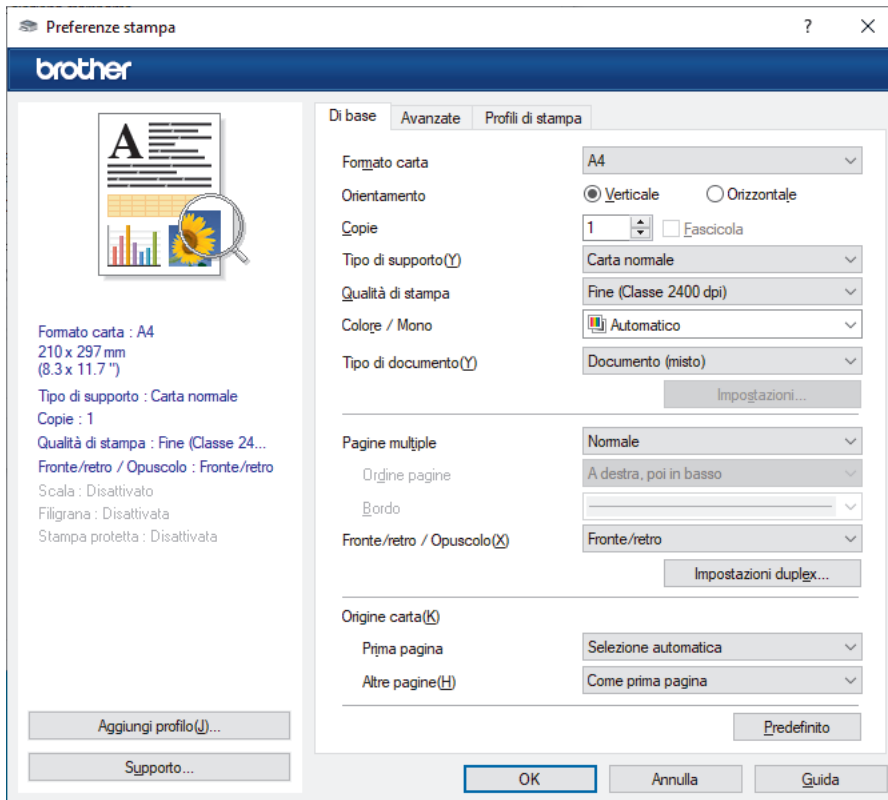 Preferenze stampa
?
brother
A
Di base
Avanzate
Profili di stampa
Formato carta
A4
Orientamento
Verticale
Orizzontale
Copie
1
Fascicola
Tipo di supporto(Y)
Carta normale
Qualità di stampa
Fine (Classe 2400 dpi)
Colore / Mono
Automatico
Tipo di documento(Y)
Documento (misto)
Impostazioni...
Pagine multiple
Normale
Ordine pagine
A destra, poi in basso
Bordo
Fronte/retro / Opuscolo(X)
Fronte/retro
Impostazioni duplex...
Origine carta(K)
Prima pagina
Selezione automatica
Altre pagine(H)
Come prima pagina
Predefinito
Formato carta : A4
210 x 297 mm
(8.3 x 11.7 ")
Tipo di supporto : Carta normale
Copie : 1
Qualità di stampa : Fine (Classe 24...
Fronte/retro / Opuscolo : Fronte/retro
Scala : Disattivato
Filigrana : Disattivata
Stampa protetta : Disattivata
Aggiungi profilo(J)...
Supporto...
OK
Annulla
Guida